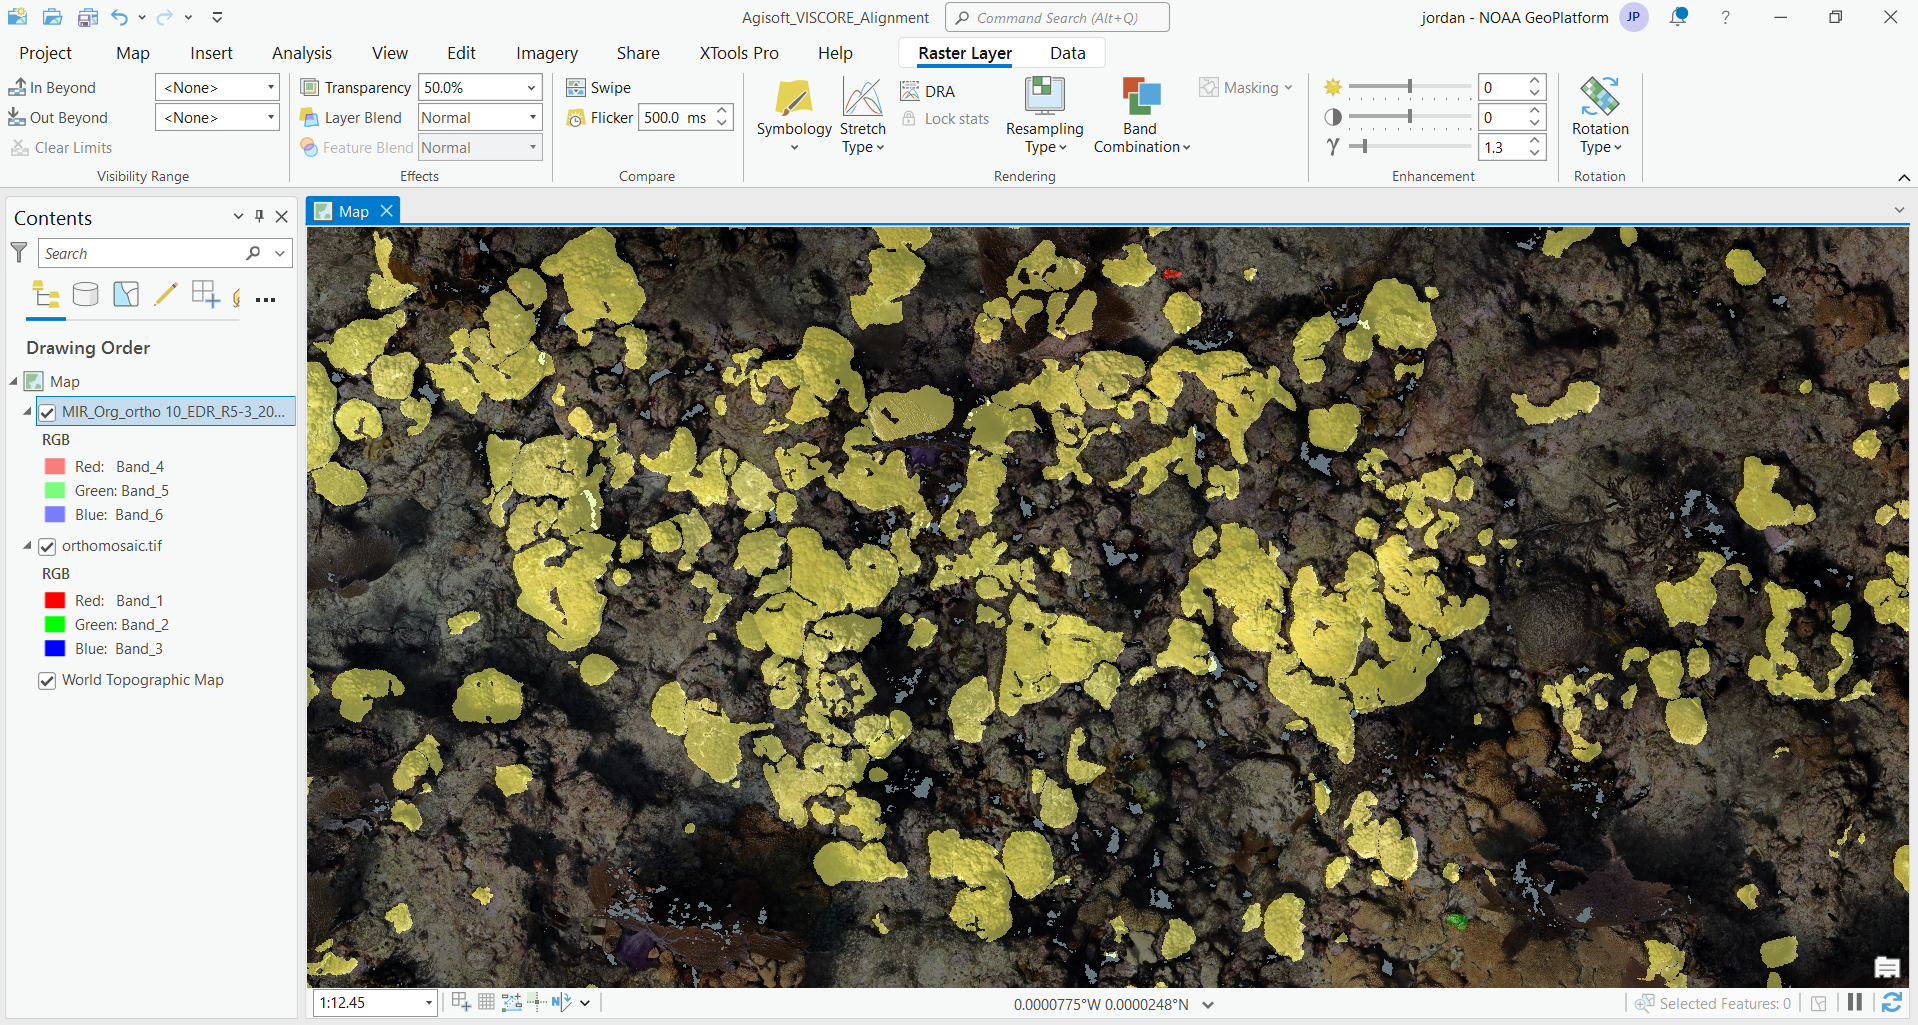 Agisoft_VISCORE_Alignment
Command Search (Alt+Q)
jordan - NOAA GeoPlatform
JP
?
Project
Map
Insert
Analysis
View
Edit
Imagery
Share
XTools Pro
Help
Raster Layer
Data
In Beyond
<None>
Out Beyond
<None>
Clear Limits
Visibility Range
Transparency
50.0%
Layer Blend
Normal
Feature Blend
Normal
Effects
Swipe
Flicker
500.0 ms
Compare
Symbology
Stretch
Type
DRA
Lock stats
Resampling
Type
Band
Combination
Masking
Rendering
0
0
γ
1.3
Enhancement
Rotation
Type
Rotation
Contents
Map
Search
Drawing Order
Map
MIR_Org_ortho 10_EDR_R5-3_20...
RGB
Red: Band_4
Green: Band_5
Blue: Band_6
orthomosaic.tif
RGB
Red: Band_1
Green: Band_2
Blue: Band_3
World Topographic Map
1:12.45
N
0.0000775°W 0.0000248°N
Selected Features: 0